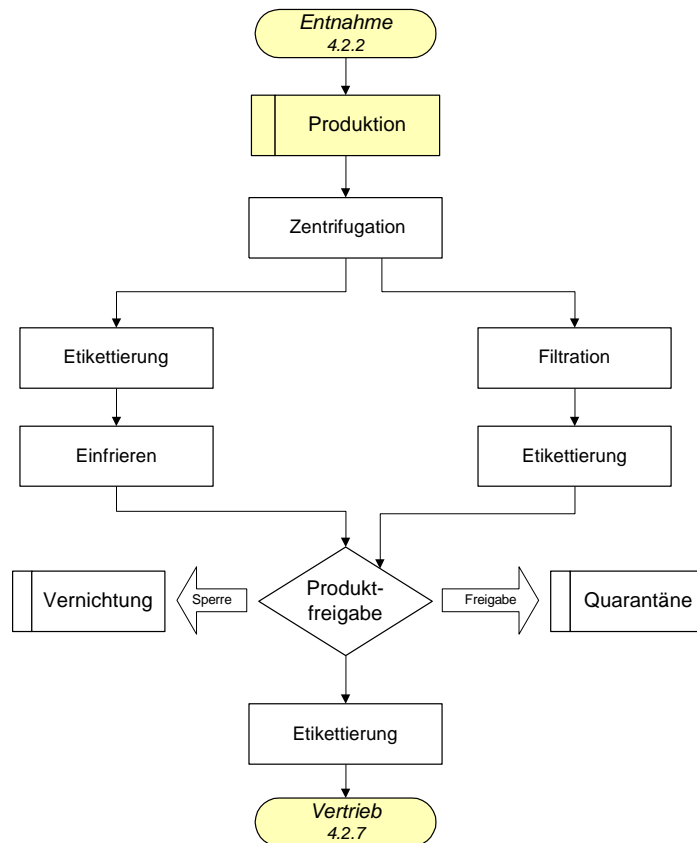 Entnahme
4.2.2
Produktion
Zentrifugation
Etikettierung
Filtration
Einfrieren
Etikettierung
Vernichtung
Sperre
Produkt-
freigabe
Freigabe
Quarantäne
Etikettierung
Vertrieb
4.2.7